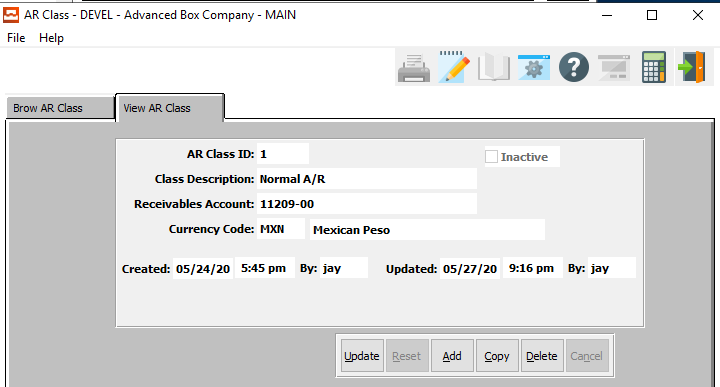 AR Class - DEVEL - Advanced Box Company - MAIN
File Help
Brow AR Class View AR Class
AR Class ID: 1 Inactive
Class Description: Normal A/R
Receivables Account: 11209-00
Currency Code: MXN Mexican Peso
Created: 05/24/20 5:45 pm By: jay Updated: 05/27/20 9:16 pm By: jay
Update Reset Add Copy Delete Cancel